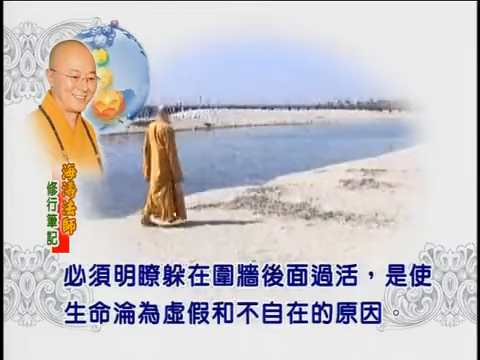 海濤法師
修行筆記
必須明瞭躲在圍牆後面過活，是使
生命淪為虛假和不自在的原因。